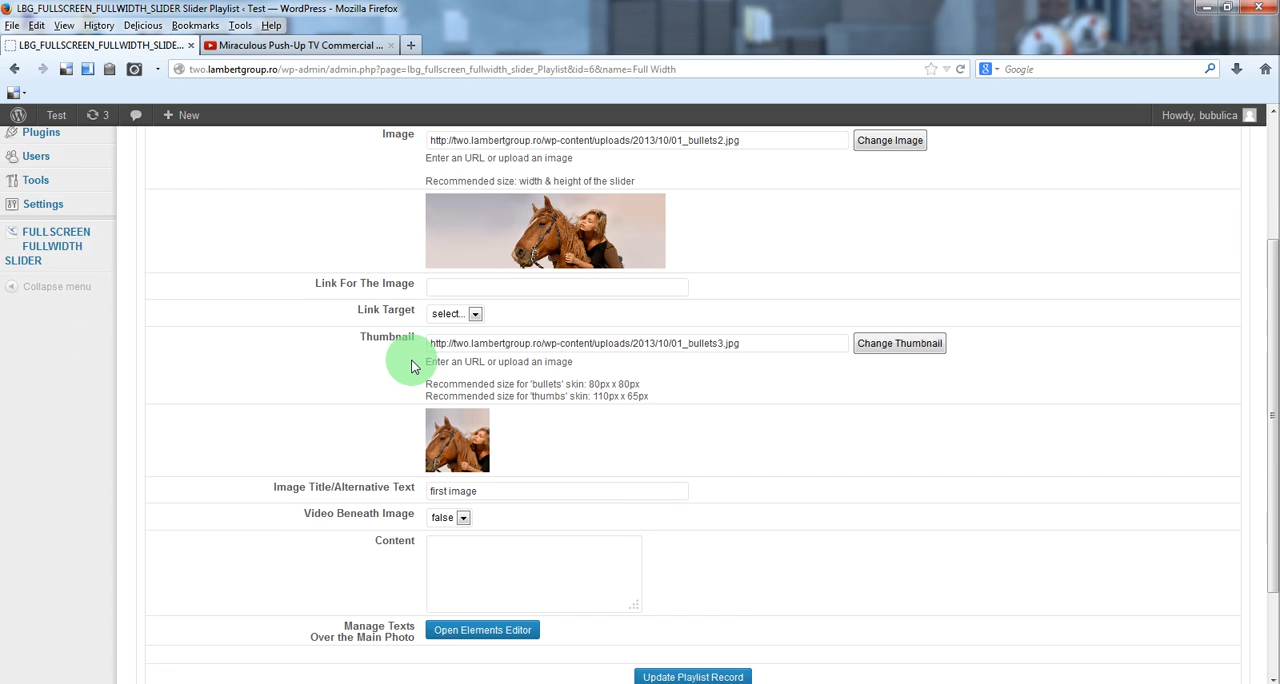 LBG_FULLSCREEN_FULLWIDTH_SLIDER Slider Playlist ‹ Test — WordPress - Mozilla Firefox
File Edit View History Delicious Bookmarks Tools Help
LBG_FULLSCREEN_FULLWIDTH_SLIDE... × Miraculous Push-Up TV Commercial ... × +
two.lambertgroup.ro/wp-admin/admin.php?page=lbg_fullscreen_fullwidth_slider_Playlist&id=6&name=Full Width Google
Test 3 + New Howdy, bubulica
Plugins
Users
Tools
Settings
FULLSCREEN
FULLWIDTH
SLIDER
Collapse menu
Image http://two.lambertgroup.ro/wp-content/uploads/2013/10/01_bullets2.jpg Change Image
Enter an URL or upload an image
Recommended size: width & height of the slider
Link For The Image
Link Target select...
Thumbnail http://two.lambertgroup.ro/wp-content/uploads/2013/10/01_bullets3.jpg Change Thumbnail
Enter an URL or upload an image
Recommended size for 'bullets' skin: 80px x 80px
Recommended size for 'thumbs' skin: 110px x 65px
Image Title/Alternative Text first image
Video Beneath Image false
Content
Manage Texts
Over the Main Photo Open Elements Editor
Update Playlist Record